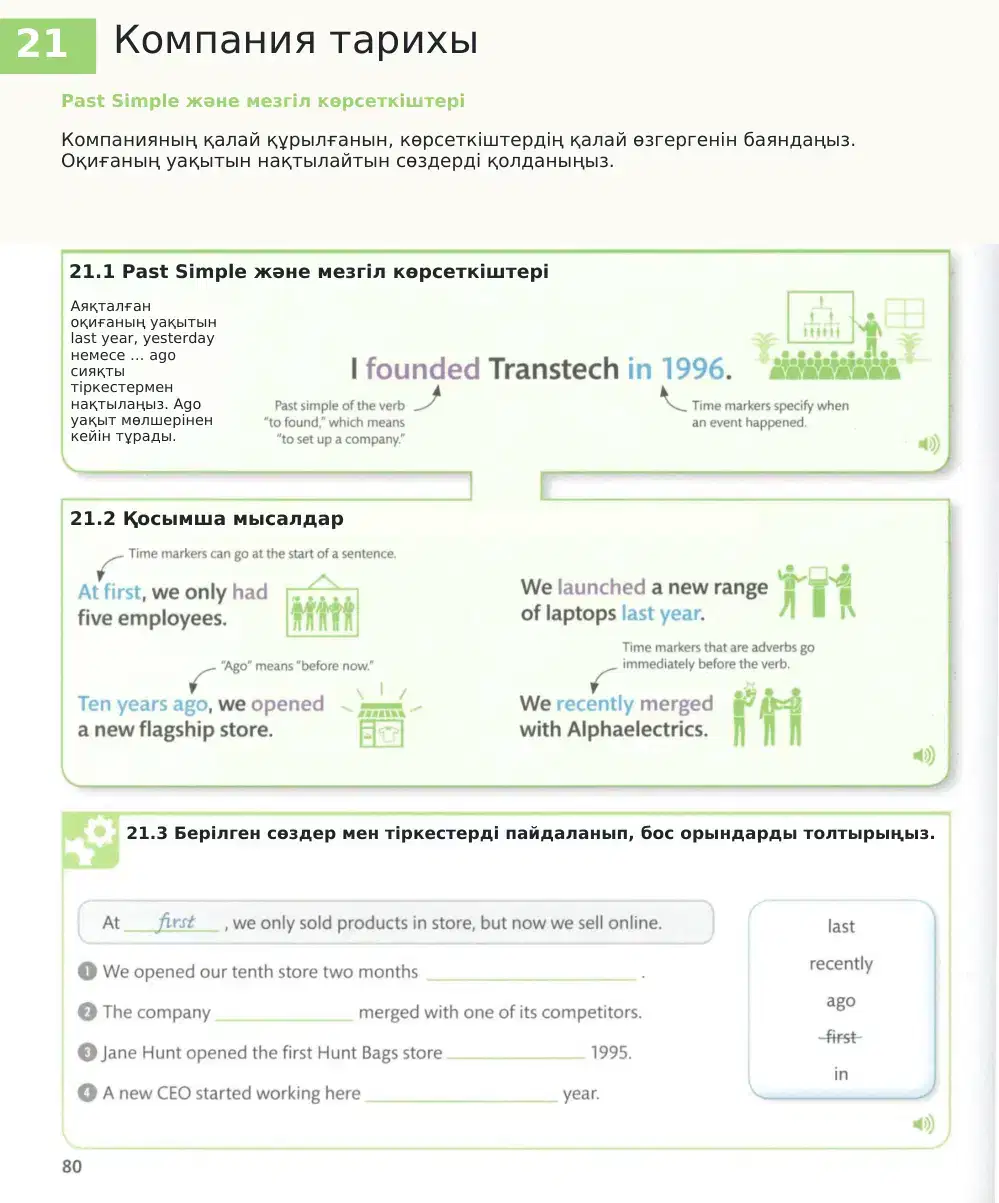 21
Компания тарихы
Past Simple және мезгіл көрсеткіштері
Компанияның қалай құрылғанын, көрсеткіштердің қалай өзгергенін баяндаңыз.
Оқиғаның уақытын нақтылайтын сөздерді қолданыңыз.
21.1 Past Simple және мезгіл көрсеткіштері
Аяқталған
оқиғаның уақытын
last year, yesterday
немесе ... ago
сияқты
тіркестермен
нақтылаңыз. Ago
уақыт мөлшерінен
кейін тұрады.
I founded Transtech in 1996.
Past simple of the verb
"to found," which means
"to set up a company."
Time markers specify when
an event happened.
21.2 Қосымша мысалдар
Time markers can go at the start of a sentence.
At first, we only had
five employees.
We launched a new range
of laptops last year.
"Ago" means "before now."
Ten years ago, we opened
a new flagship store.
Time markers that are adverbs go
immediately before the verb.
We recently merged
with Alphaelectrics.
21.3 Берілген сөздер мен тіркестерді пайдаланып, бос орындарды толтырыңыз.
At first , we only sold products in store, but now we sell online.
1 We opened our tenth store two months .
2 The company merged with one of its competitors.
3 Jane Hunt opened the first Hunt Bags store 1995.
4 A new CEO started working here year.
last
recently
ago
first
in
80